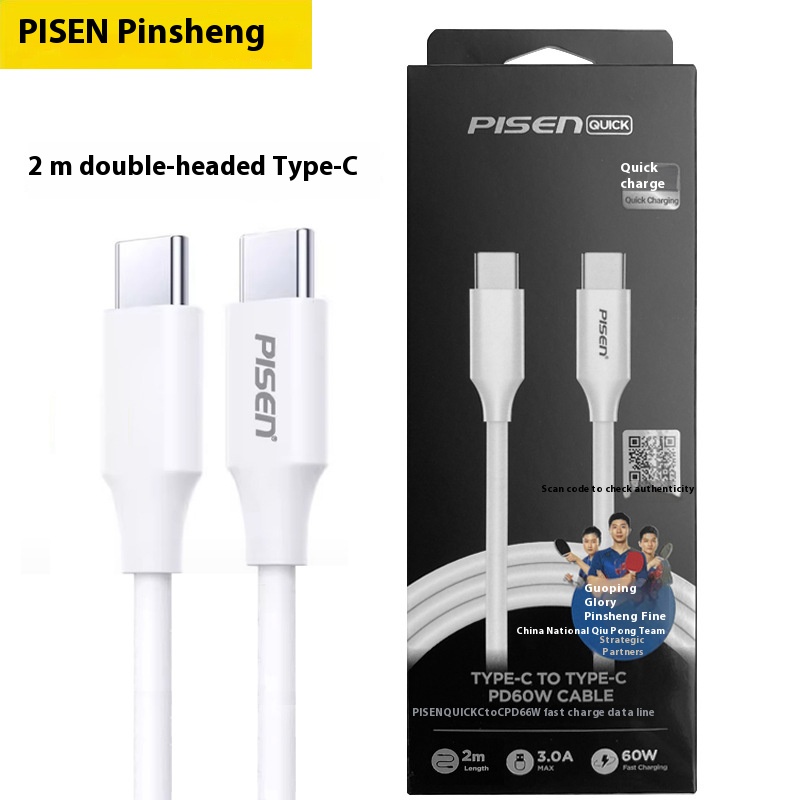 PISEN Pinsheng
2 m double-headed Type-C
PISEN
PISEN QUICK
Quick
charge
Quick Charging
PISEN
Scan code to check authenticity
Guoping
Glory
Pinsheng Fine
China National Qiu Pong Team
Strategic
Partners
TYPE-C TO TYPE-C
PD60W CABLE
PISENQUICKCtoCPD66W fast charge data line
2m
Length
3.0A
MAX
60W
Fast Charging